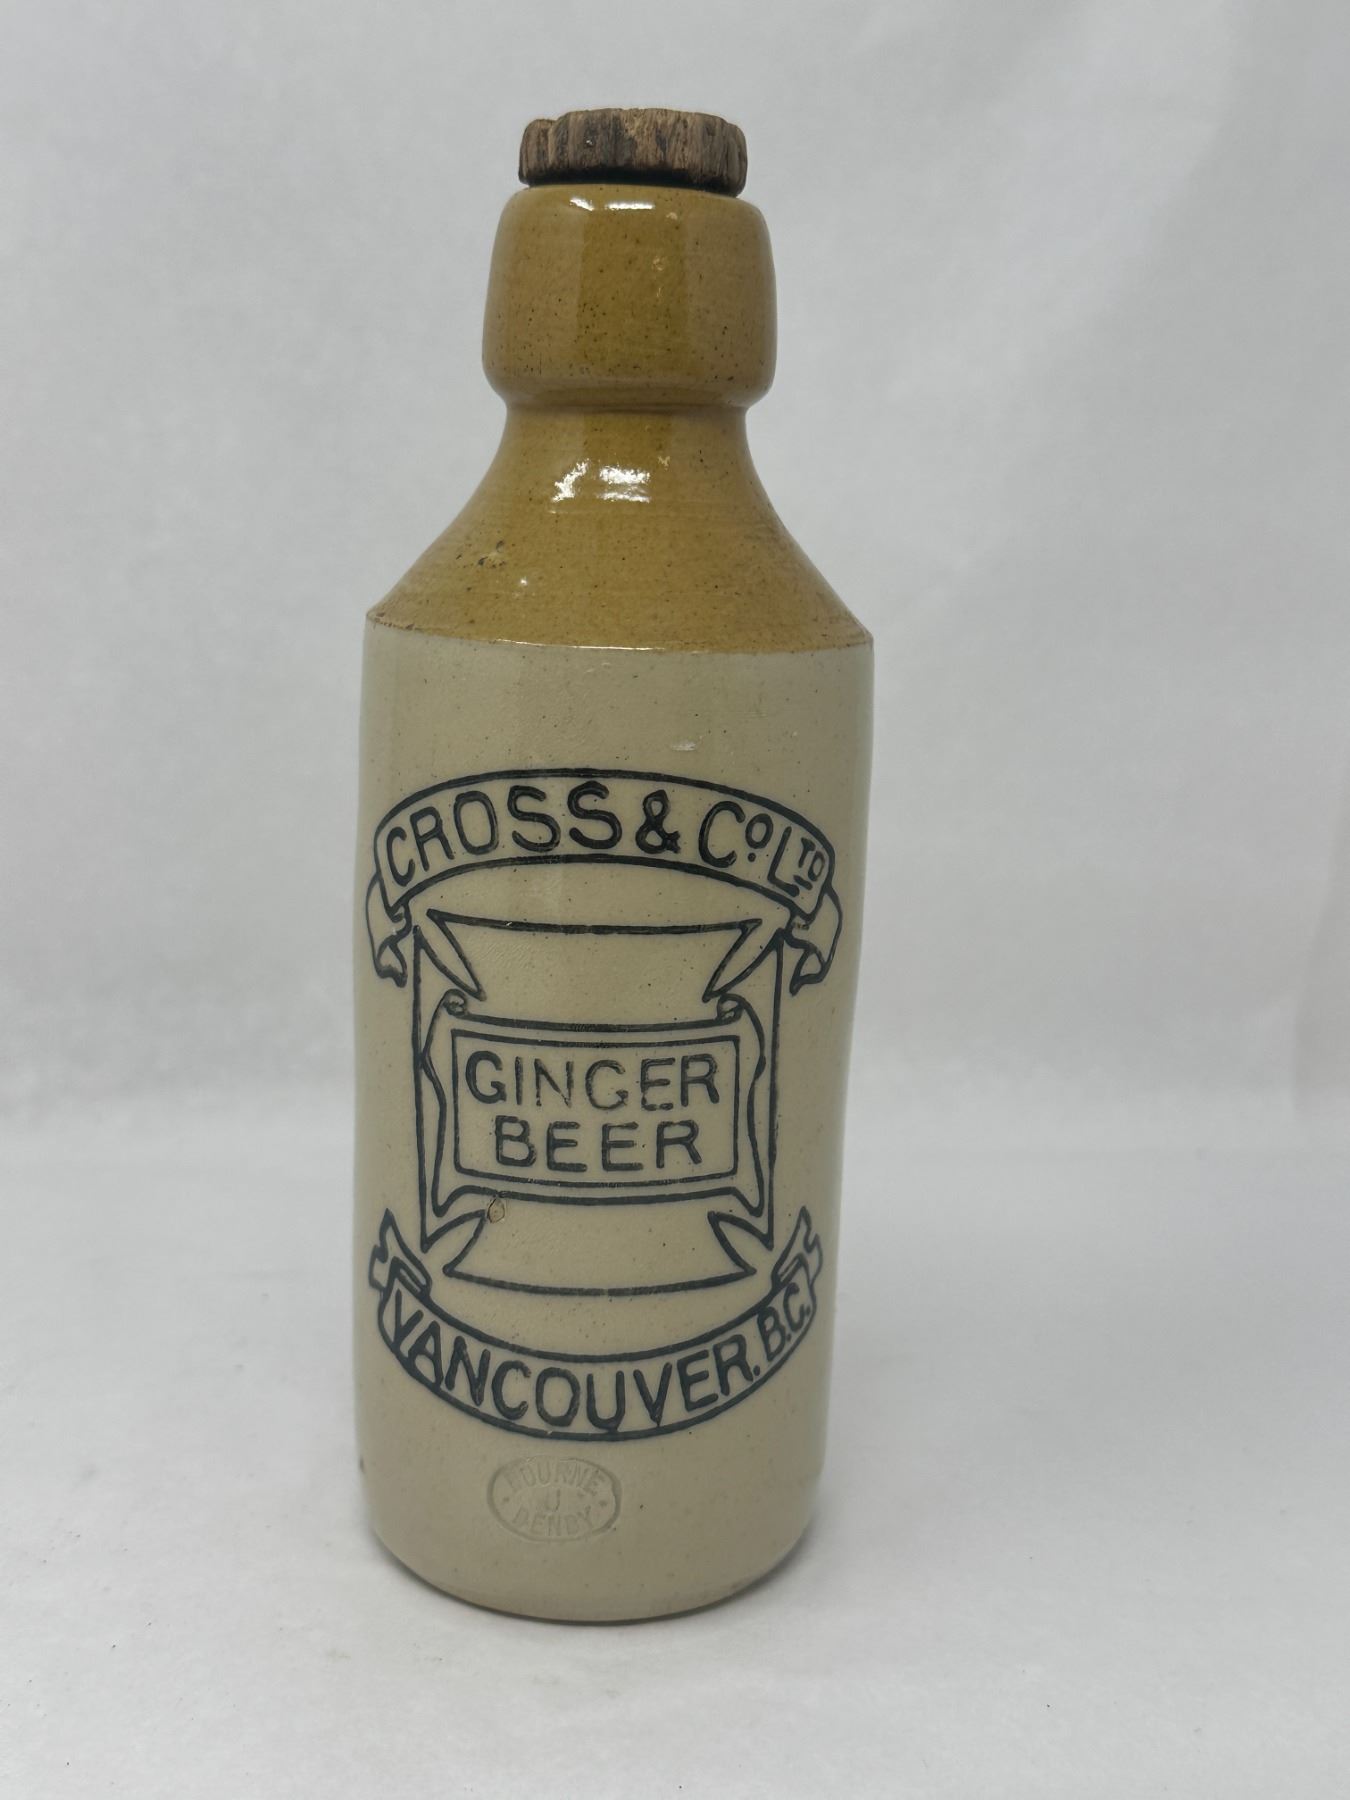 CROSS & Co. LTD
GINGER
BEER
VANCOUVER. B.C.
BOURNE
U
DENBY